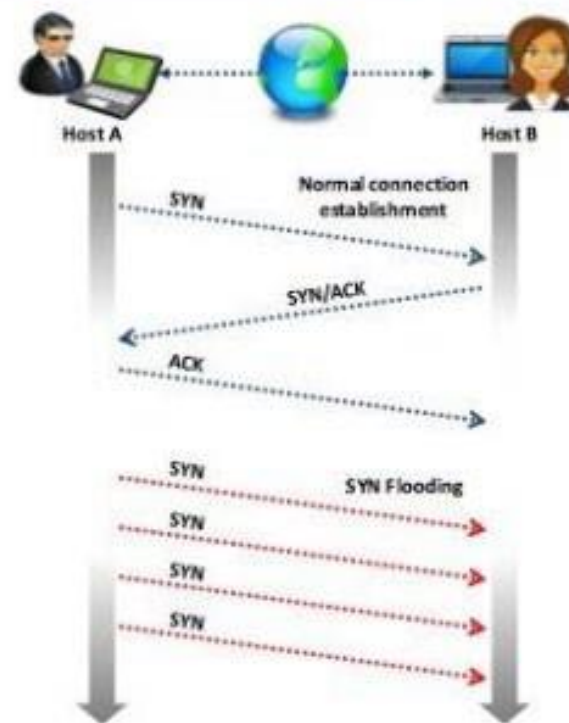 Host A
Host B
Normal connection
establishment
SYN
SYN/ACK
ACK
SYN
SYN Flooding
SYN
SYN
SYN